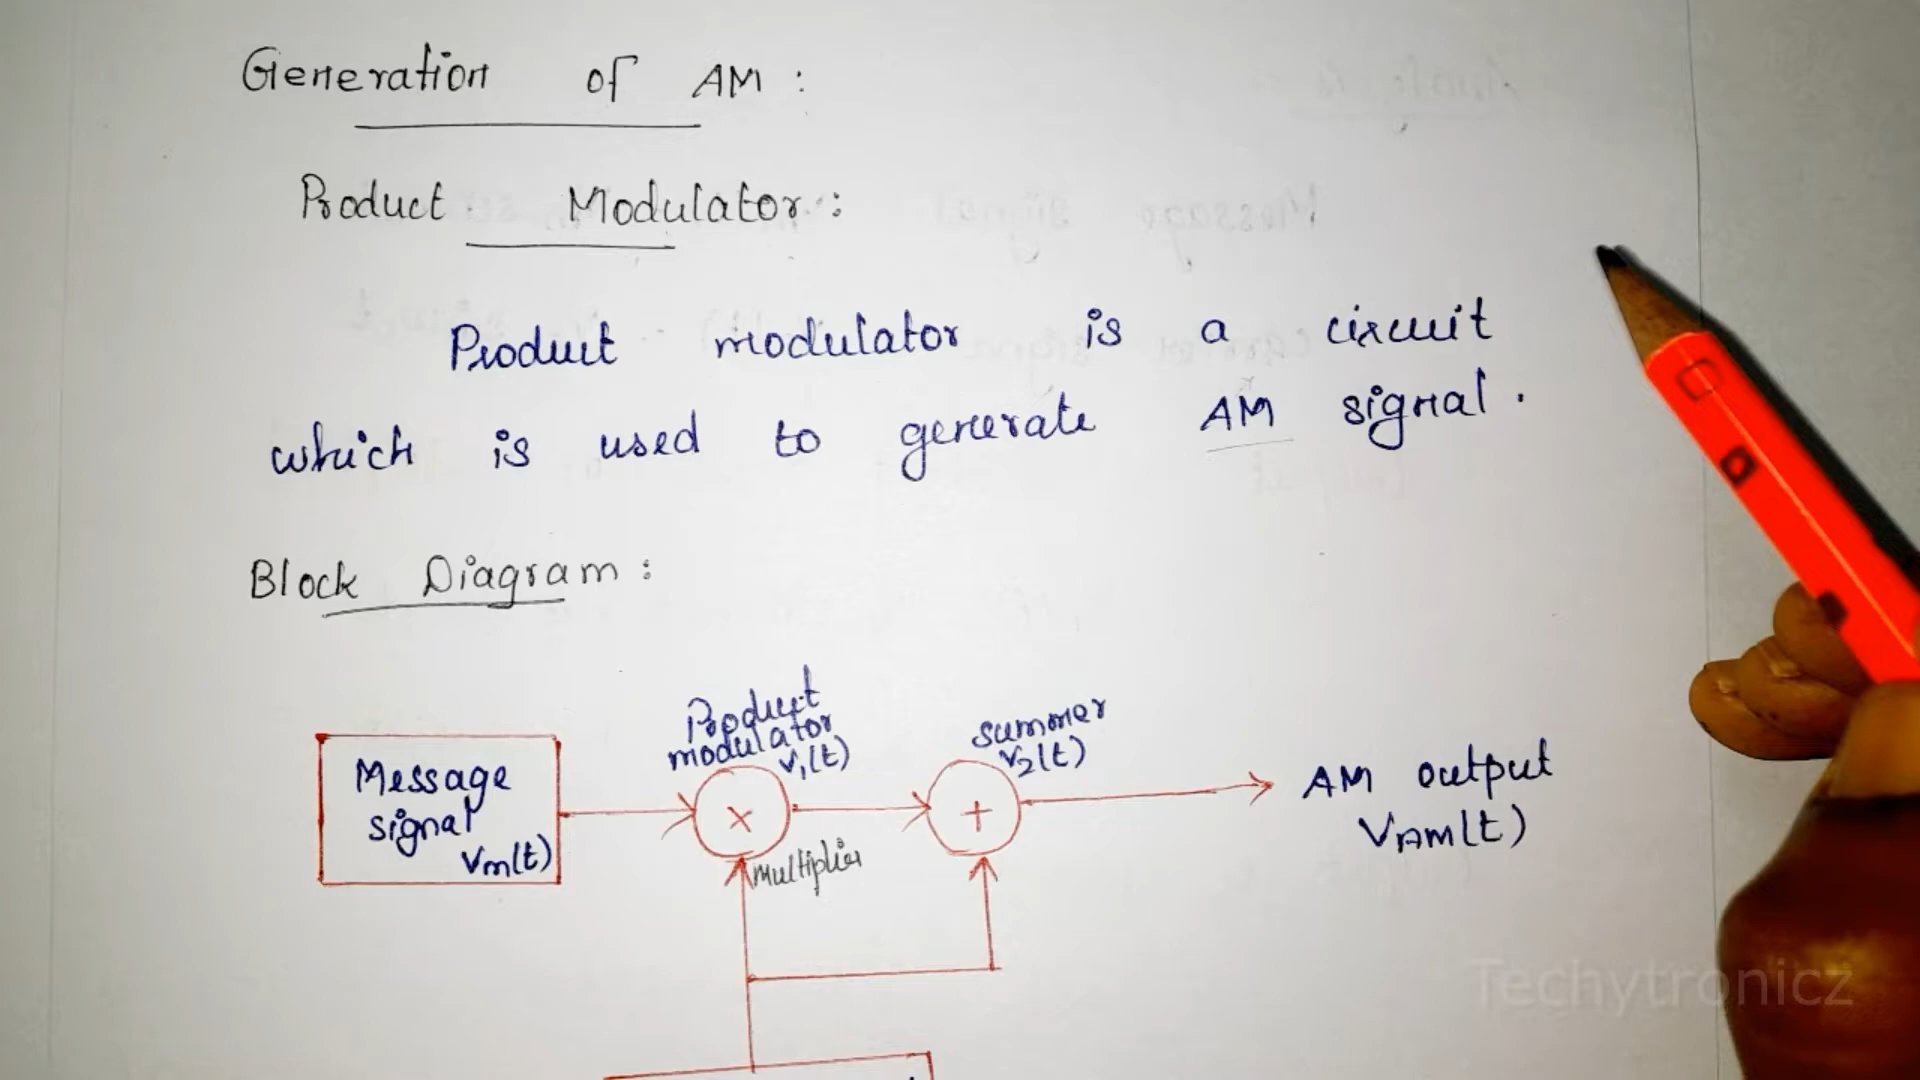 Generation of AM :
Product Modulator :
Product modulator is a circuit
which is used to generate AM signal .
Block Diagram :
Message
signal
Vm(t)
Product
modulator
V1(t)
×
multiplier
summer
V2(t)
+
AM output
VAM(t)
Techytronicz